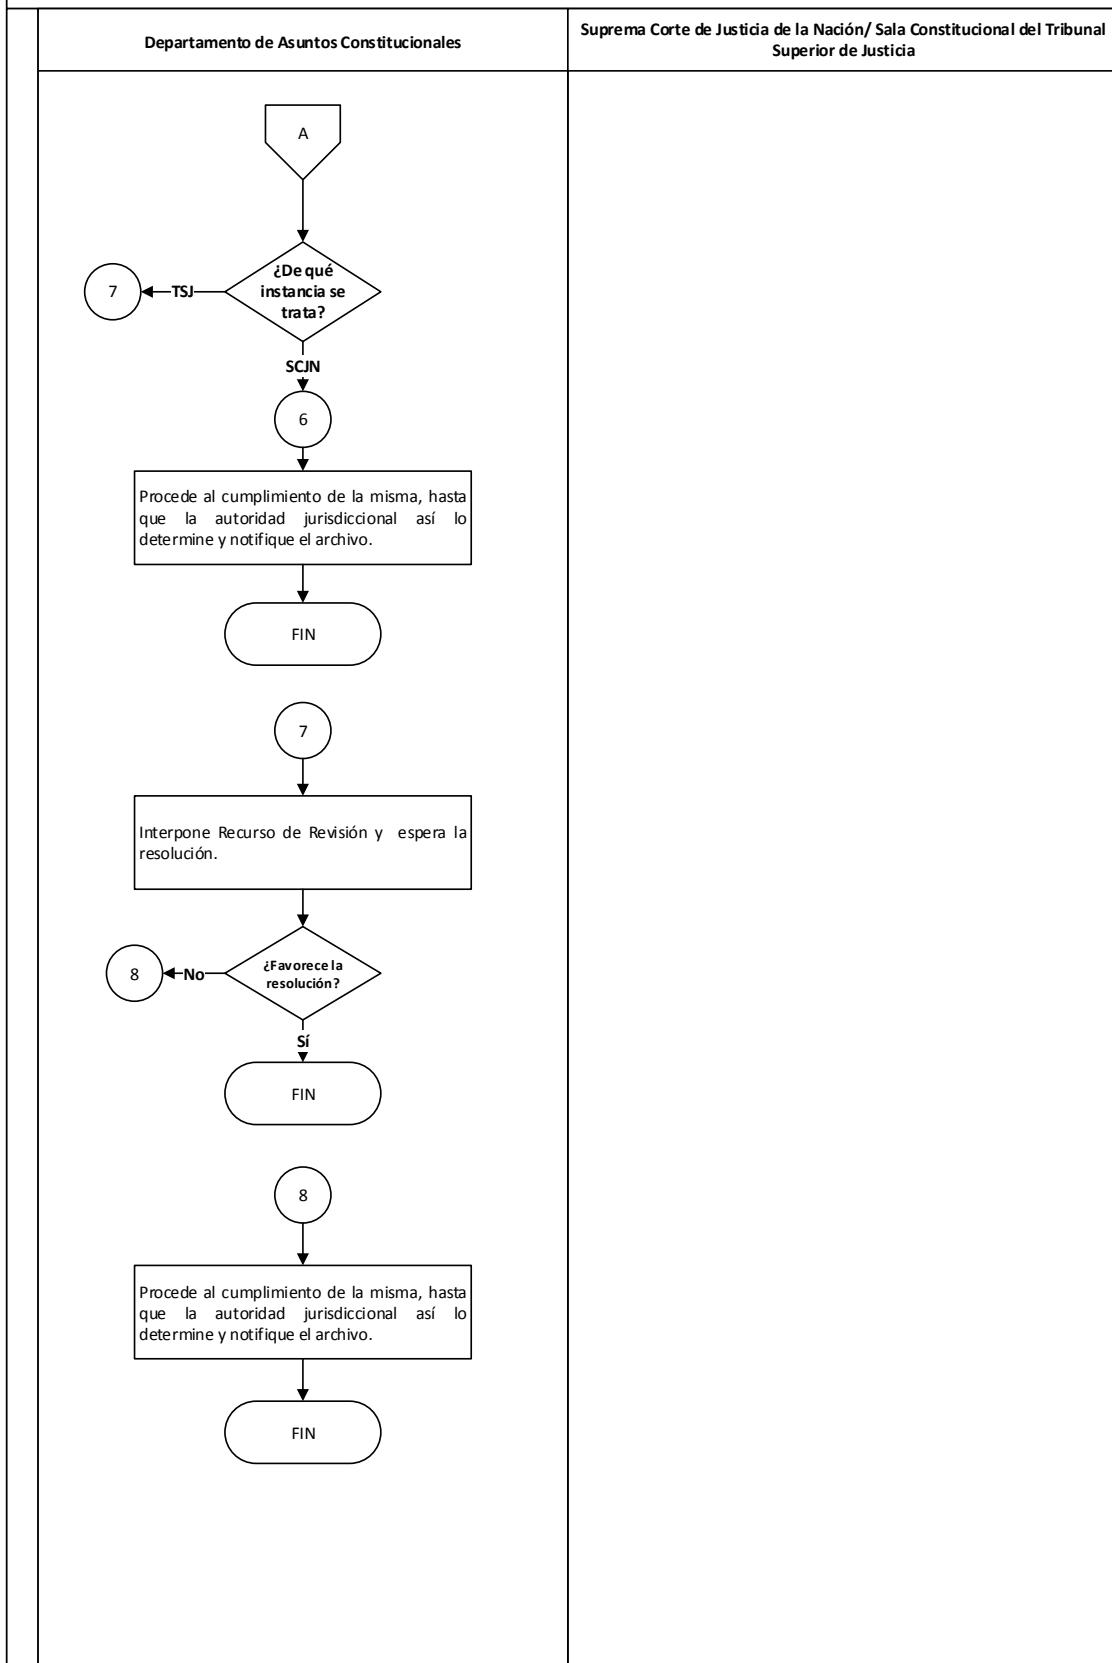 Departamento de Asuntos Constitucionales
Suprema Corte de Justicia de la Nación/ Sala Constitucional del Tribunal
Superior de Justicia
A
¿De qué
instancia se
trata?
TSJ
7
SCJN
6
Procede al cumplimiento de la misma, hasta
que la autoridad jurisdiccional así lo
determine y notifique el archivo.
FIN
7
Interpone Recurso de Revisión y espera la
resolución.
¿Favorece la
resolución?
No
8
Sí
FIN
8
Procede al cumplimiento de la misma, hasta
que la autoridad jurisdiccional así lo
determine y notifique el archivo.
FIN